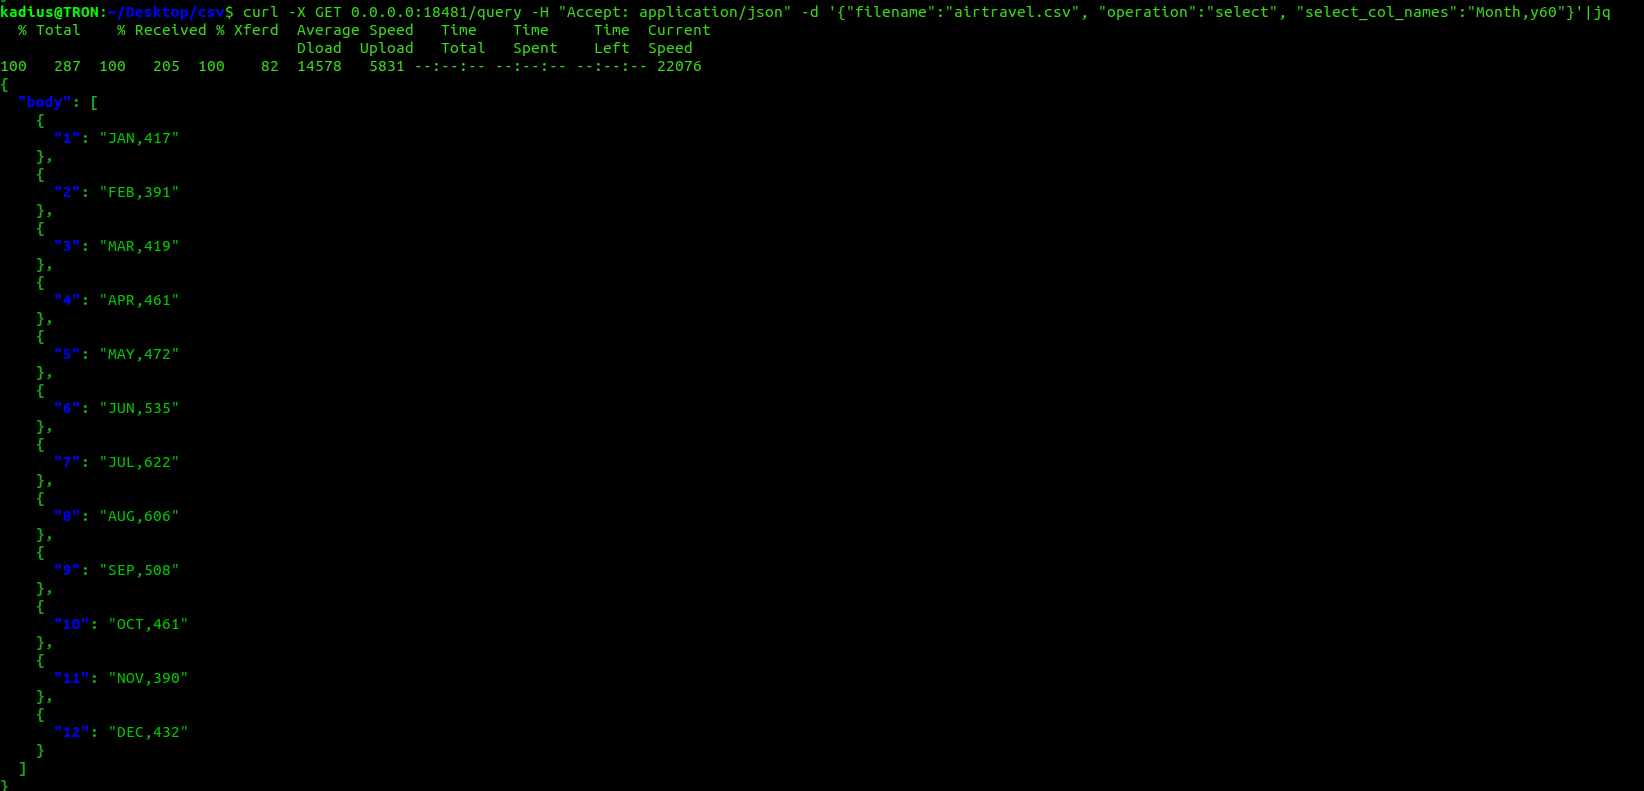 kadius@TRON:~/Desktop/csv$ curl -X GET 0.0.0.0:18481/query -H "Accept: application/json" -d '{"filename":"airtravel.csv", "operation":"select", "select_col_names":"Month,y60"}'|jq
  % Total    % Received % Xferd  Average Speed   Time    Time     Time  Current
                                 Dload  Upload   Total   Spent    Left  Speed
100   287  100   205  100    82  14578   5831 --:--:-- --:--:-- --:--:-- 22076
{
  "body": [
    {
      "1": "JAN,417"
    },
    {
      "2": "FEB,391"
    },
    {
      "3": "MAR,419"
    },
    {
      "4": "APR,461"
    },
    {
      "5": "MAY,472"
    },
    {
      "6": "JUN,535"
    },
    {
      "7": "JUL,622"
    },
    {
      "8": "AUG,606"
    },
    {
      "9": "SEP,508"
    },
    {
      "10": "OCT,461"
    },
    {
      "11": "NOV,390"
    },
    {
      "12": "DEC,432"
    }
  ]
}